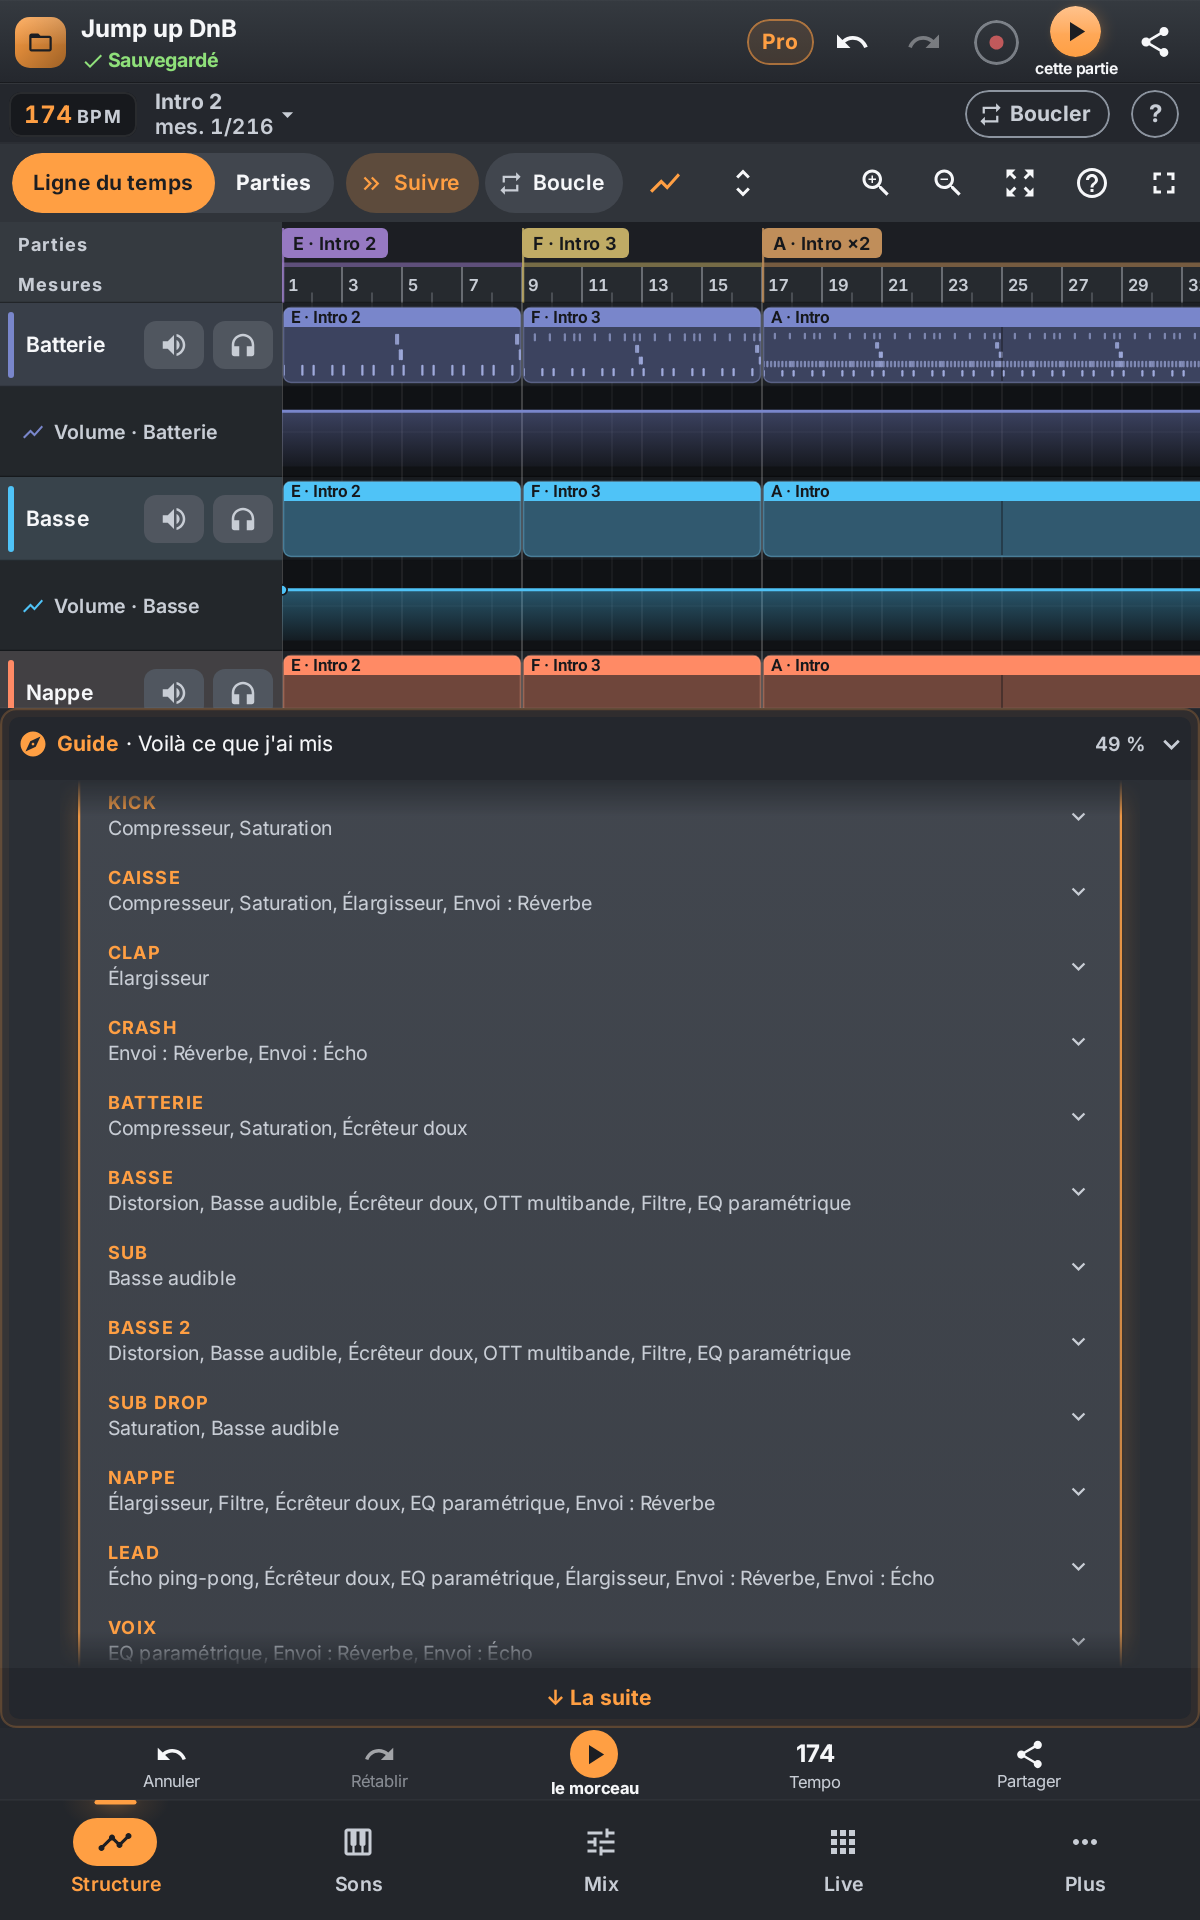 Jump up DnB
Sauvegardé
Pro
cette partie
174 BPM
Intro 2
mes. 1/216
Boucler
?
Ligne du temps
Parties
Suivre
Boucle
Parties
E · Intro 2
F · Intro 3
A · Intro ×2
Mesures
1 3 5 7 9 11 13 15 17 19 21 23 25 27 29
Batterie
E · Intro 2
F · Intro 3
A · Intro
Volume · Batterie
Basse
E · Intro 2
F · Intro 3
A · Intro
Volume · Basse
Nappe
E · Intro 2
F · Intro 3
A · Intro
Guide · Voilà ce que j'ai mis
49 %
KICK
Compresseur, Saturation
CAISSE
Compresseur, Saturation, Élargisseur, Envoi : Réverbe
CLAP
Élargisseur
CRASH
Envoi : Réverbe, Envoi : Écho
BATTERIE
Compresseur, Saturation, Écrêteur doux
BASSE
Distorsion, Basse audible, Écrêteur doux, OTT multibande, Filtre, EQ paramétrique
SUB
Basse audible
BASSE 2
Distorsion, Basse audible, Écrêteur doux, OTT multibande, Filtre, EQ paramétrique
SUB DROP
Saturation, Basse audible
NAPPE
Élargisseur, Filtre, Écrêteur doux, EQ paramétrique, Envoi : Réverbe
LEAD
Écho ping-pong, Écrêteur doux, EQ paramétrique, Élargisseur, Envoi : Réverbe, Envoi : Écho
VOIX
EQ paramétrique, Envoi : Réverbe, Envoi : Écho
La suite
Annuler
Rétablir
le morceau
174
Tempo
Partager
Structure
Sons
Mix
Live
Plus